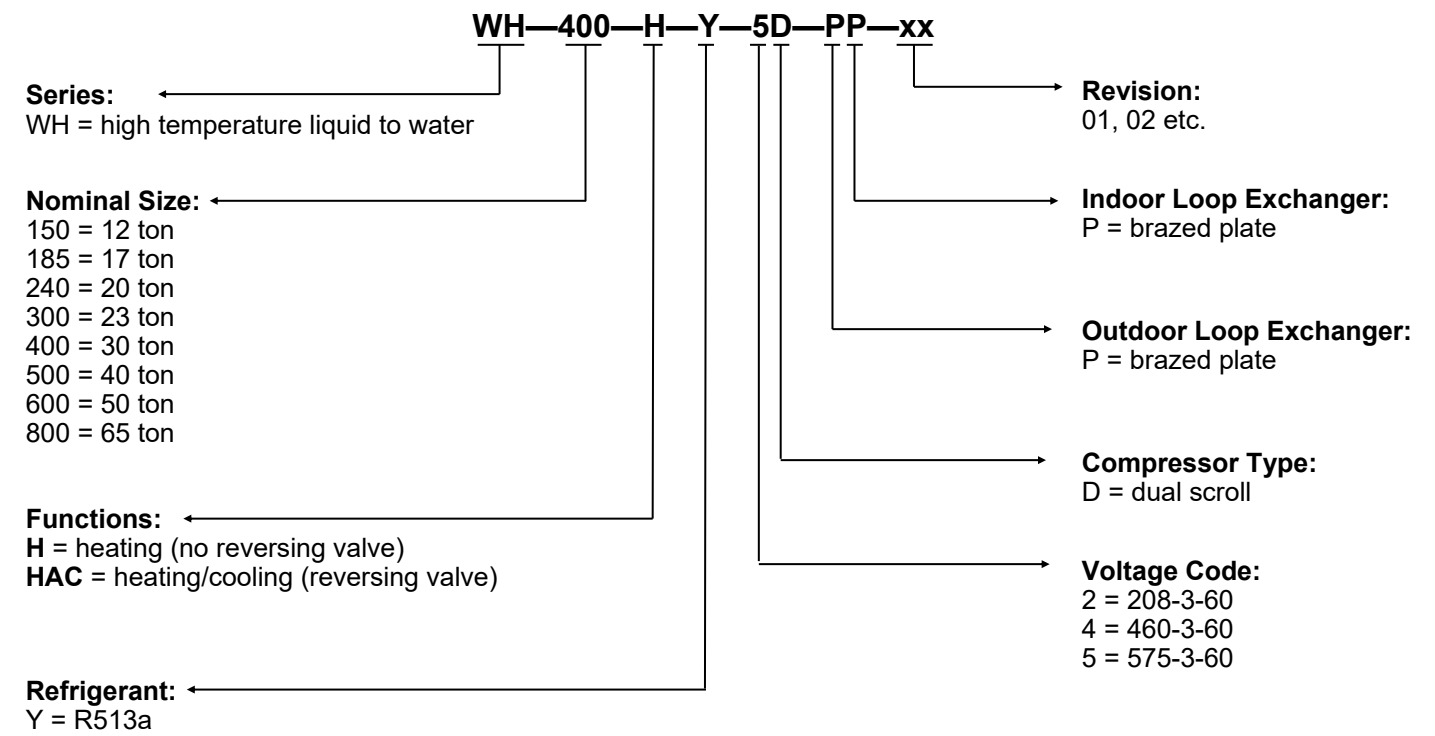 WH—400—H—Y—5D—PP—xx
Series:
WH = high temperature liquid to water
Nominal Size:
150 = 12 ton
185 = 17 ton
240 = 20 ton
300 = 23 ton
400 = 30 ton
500 = 40 ton
600 = 50 ton
800 = 65 ton
Functions:
H = heating (no reversing valve)
HAC = heating/cooling (reversing valve)
Refrigerant:
Y = R513a
Revision:
01, 02 etc.
Indoor Loop Exchanger:
P = brazed plate
Outdoor Loop Exchanger:
P = brazed plate
Compressor Type:
D = dual scroll
Voltage Code:
2 = 208-3-60
4 = 460-3-60
5 = 575-3-60